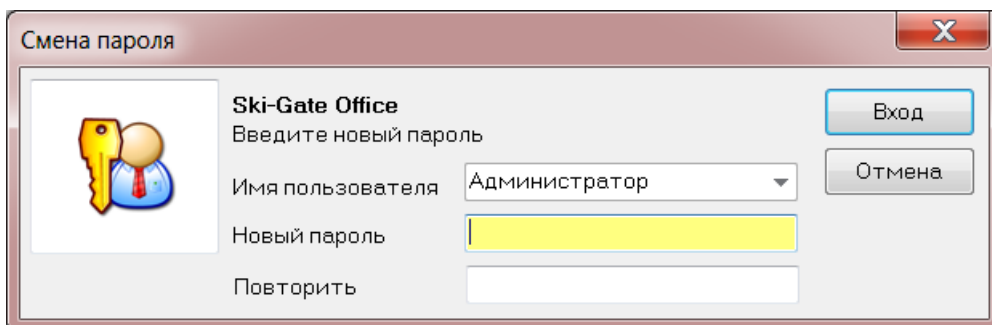 Смена пароля
Ski-Gate Office
Введите новый пароль
Имя пользователя Администратор
Новый пароль
Повторить
Вход
Отмена